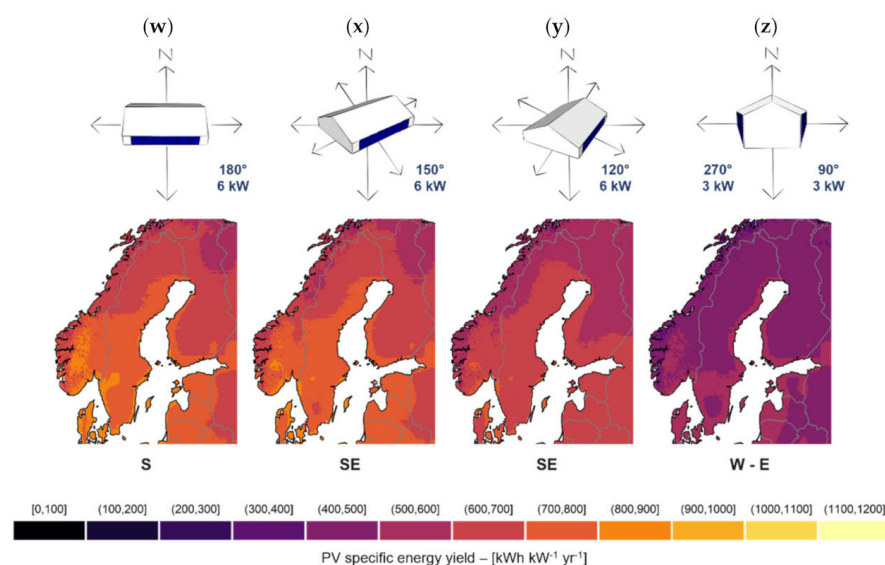 (w) (x) (y) (z)
N N N N
180° 150° 120° 270° 90°
6 kW 6 kW 6 kW 3 kW 3 kW
S SE SE W - E
[0,100] (100,200] (200,300] (300,400] (400,500] (500,600] (600,700] (700,800] (800,900] (900,1000] (1000,1100] (1100,1200]
PV specific energy yield – [kWh kW⁻¹ yr⁻¹]